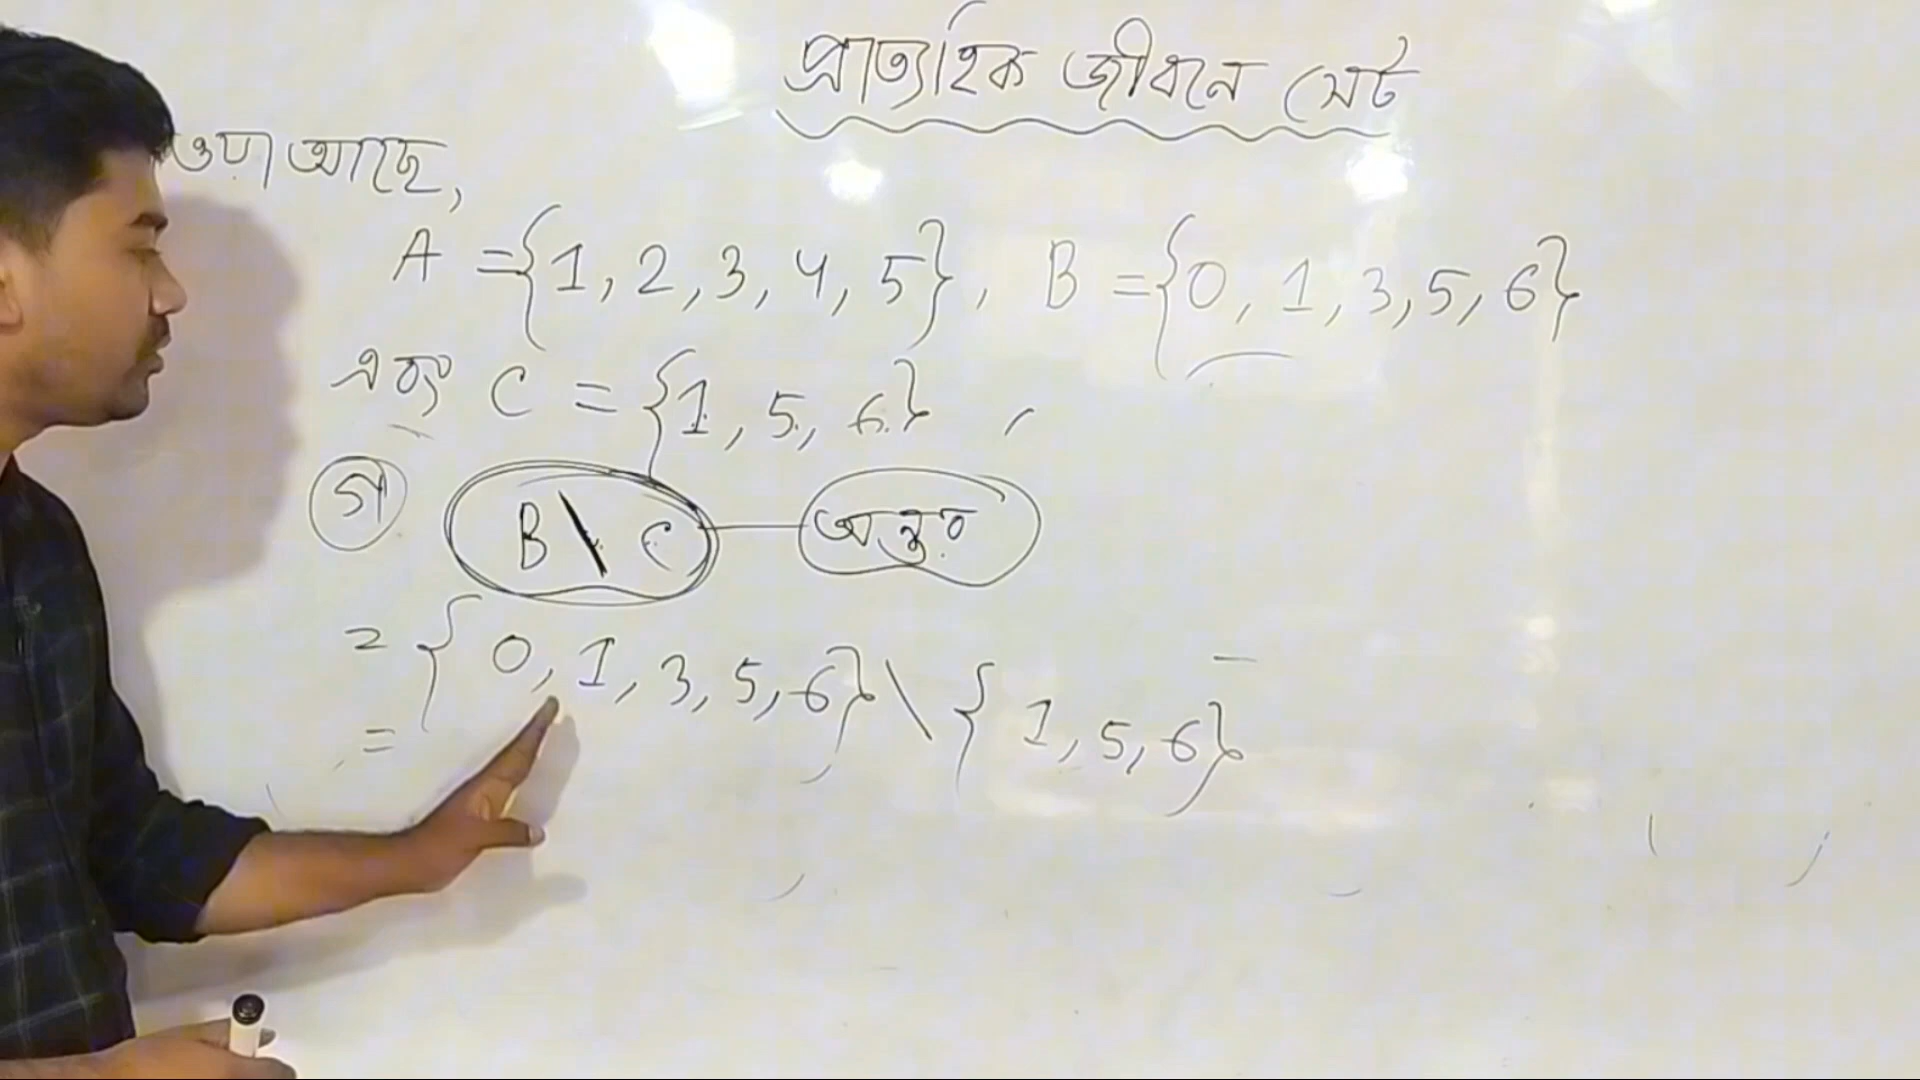 প্রাত্যহিক জীবনে সেট
দেওয়া আছে,
A = {1, 2, 3, 4, 5}, B = {0, 1, 3, 5, 6}
এবং C = {1, 5, 6},
গ B \ C — অন্তর
= {0, 1, 3, 5, 6} \ {1, 5, 6}
=